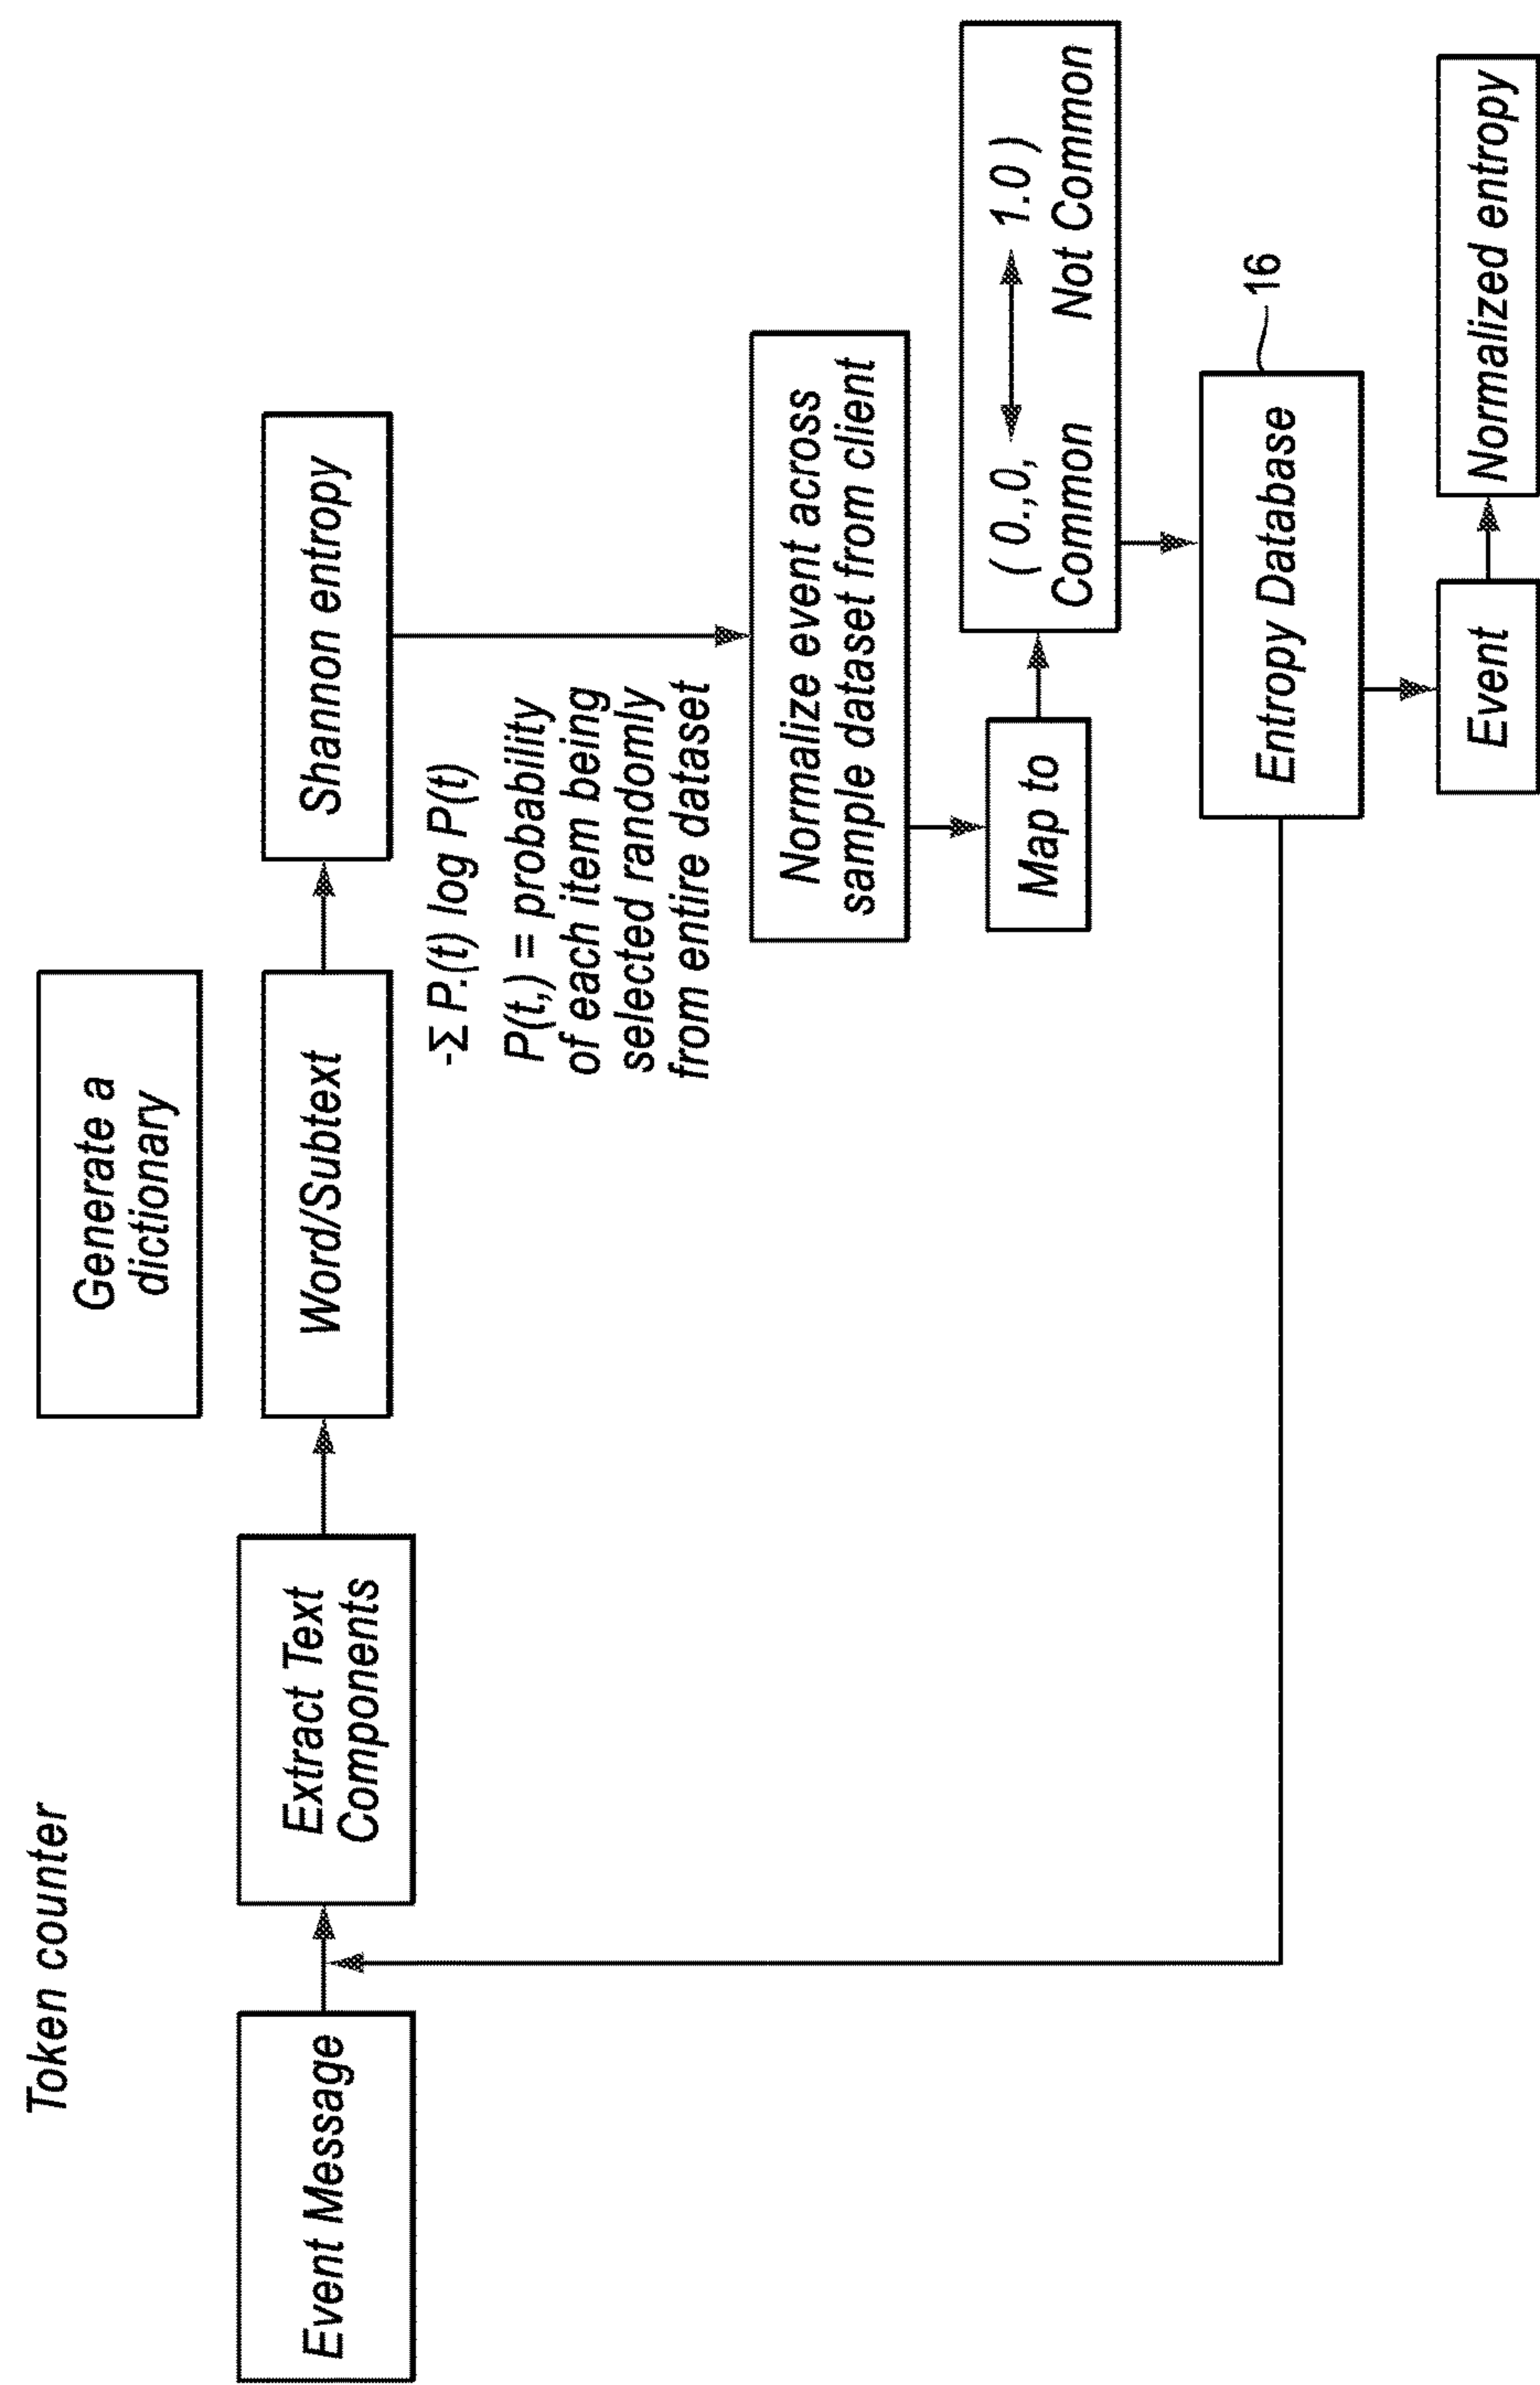 Token counter
Generate a
dictionary
Event Message
Extract Text
Components
Word/Subtext
Shannon entropy
-Σ P.(t) log P(t)
P(t,) = probability
of each item being
selected randomly
from entire dataset
Normalize event across
sample dataset from client
Map to
( 0.,0, 1.0 )
Common Not Common
16
Entropy Database
Event
Normalized entropy